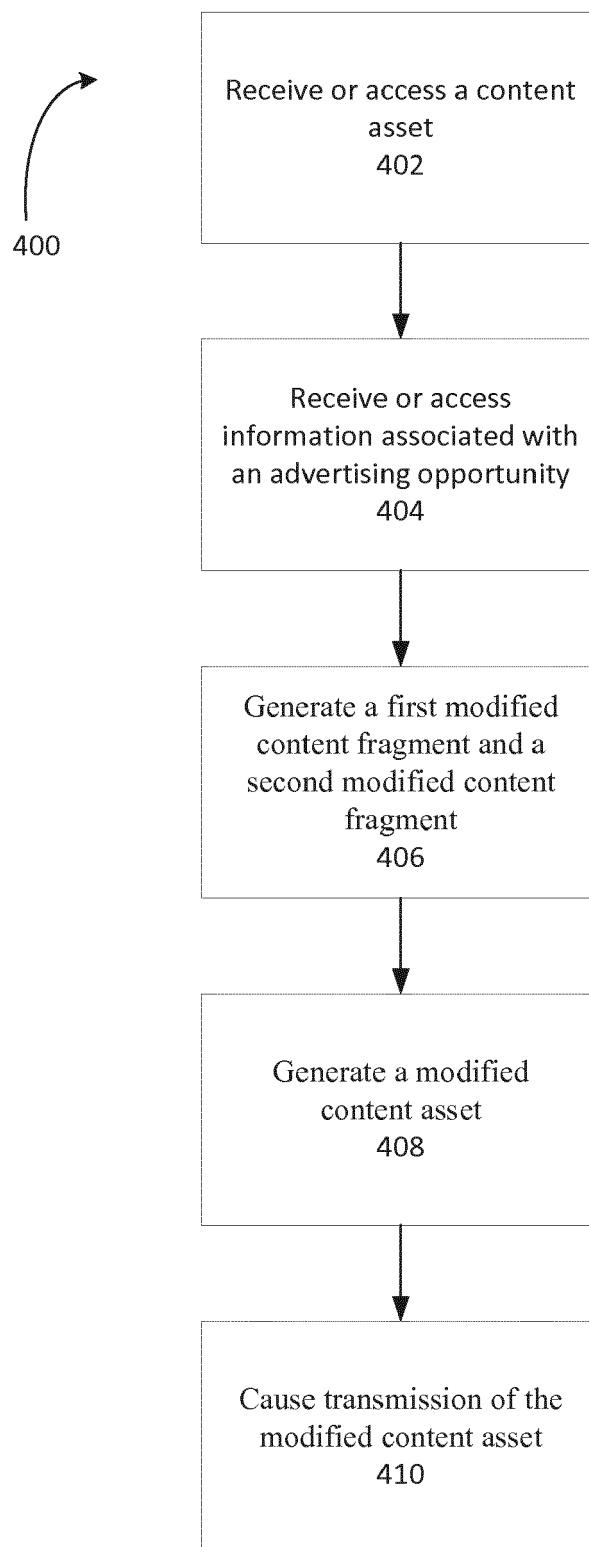 Receive or access a content
asset
402
400
Receive or access
information associated with
an advertising opportunity
404
Generate a first modified
content fragment and a
second modified content
fragment
406
Generate a modified
content asset
408
Cause transmission of the
modified content asset
410